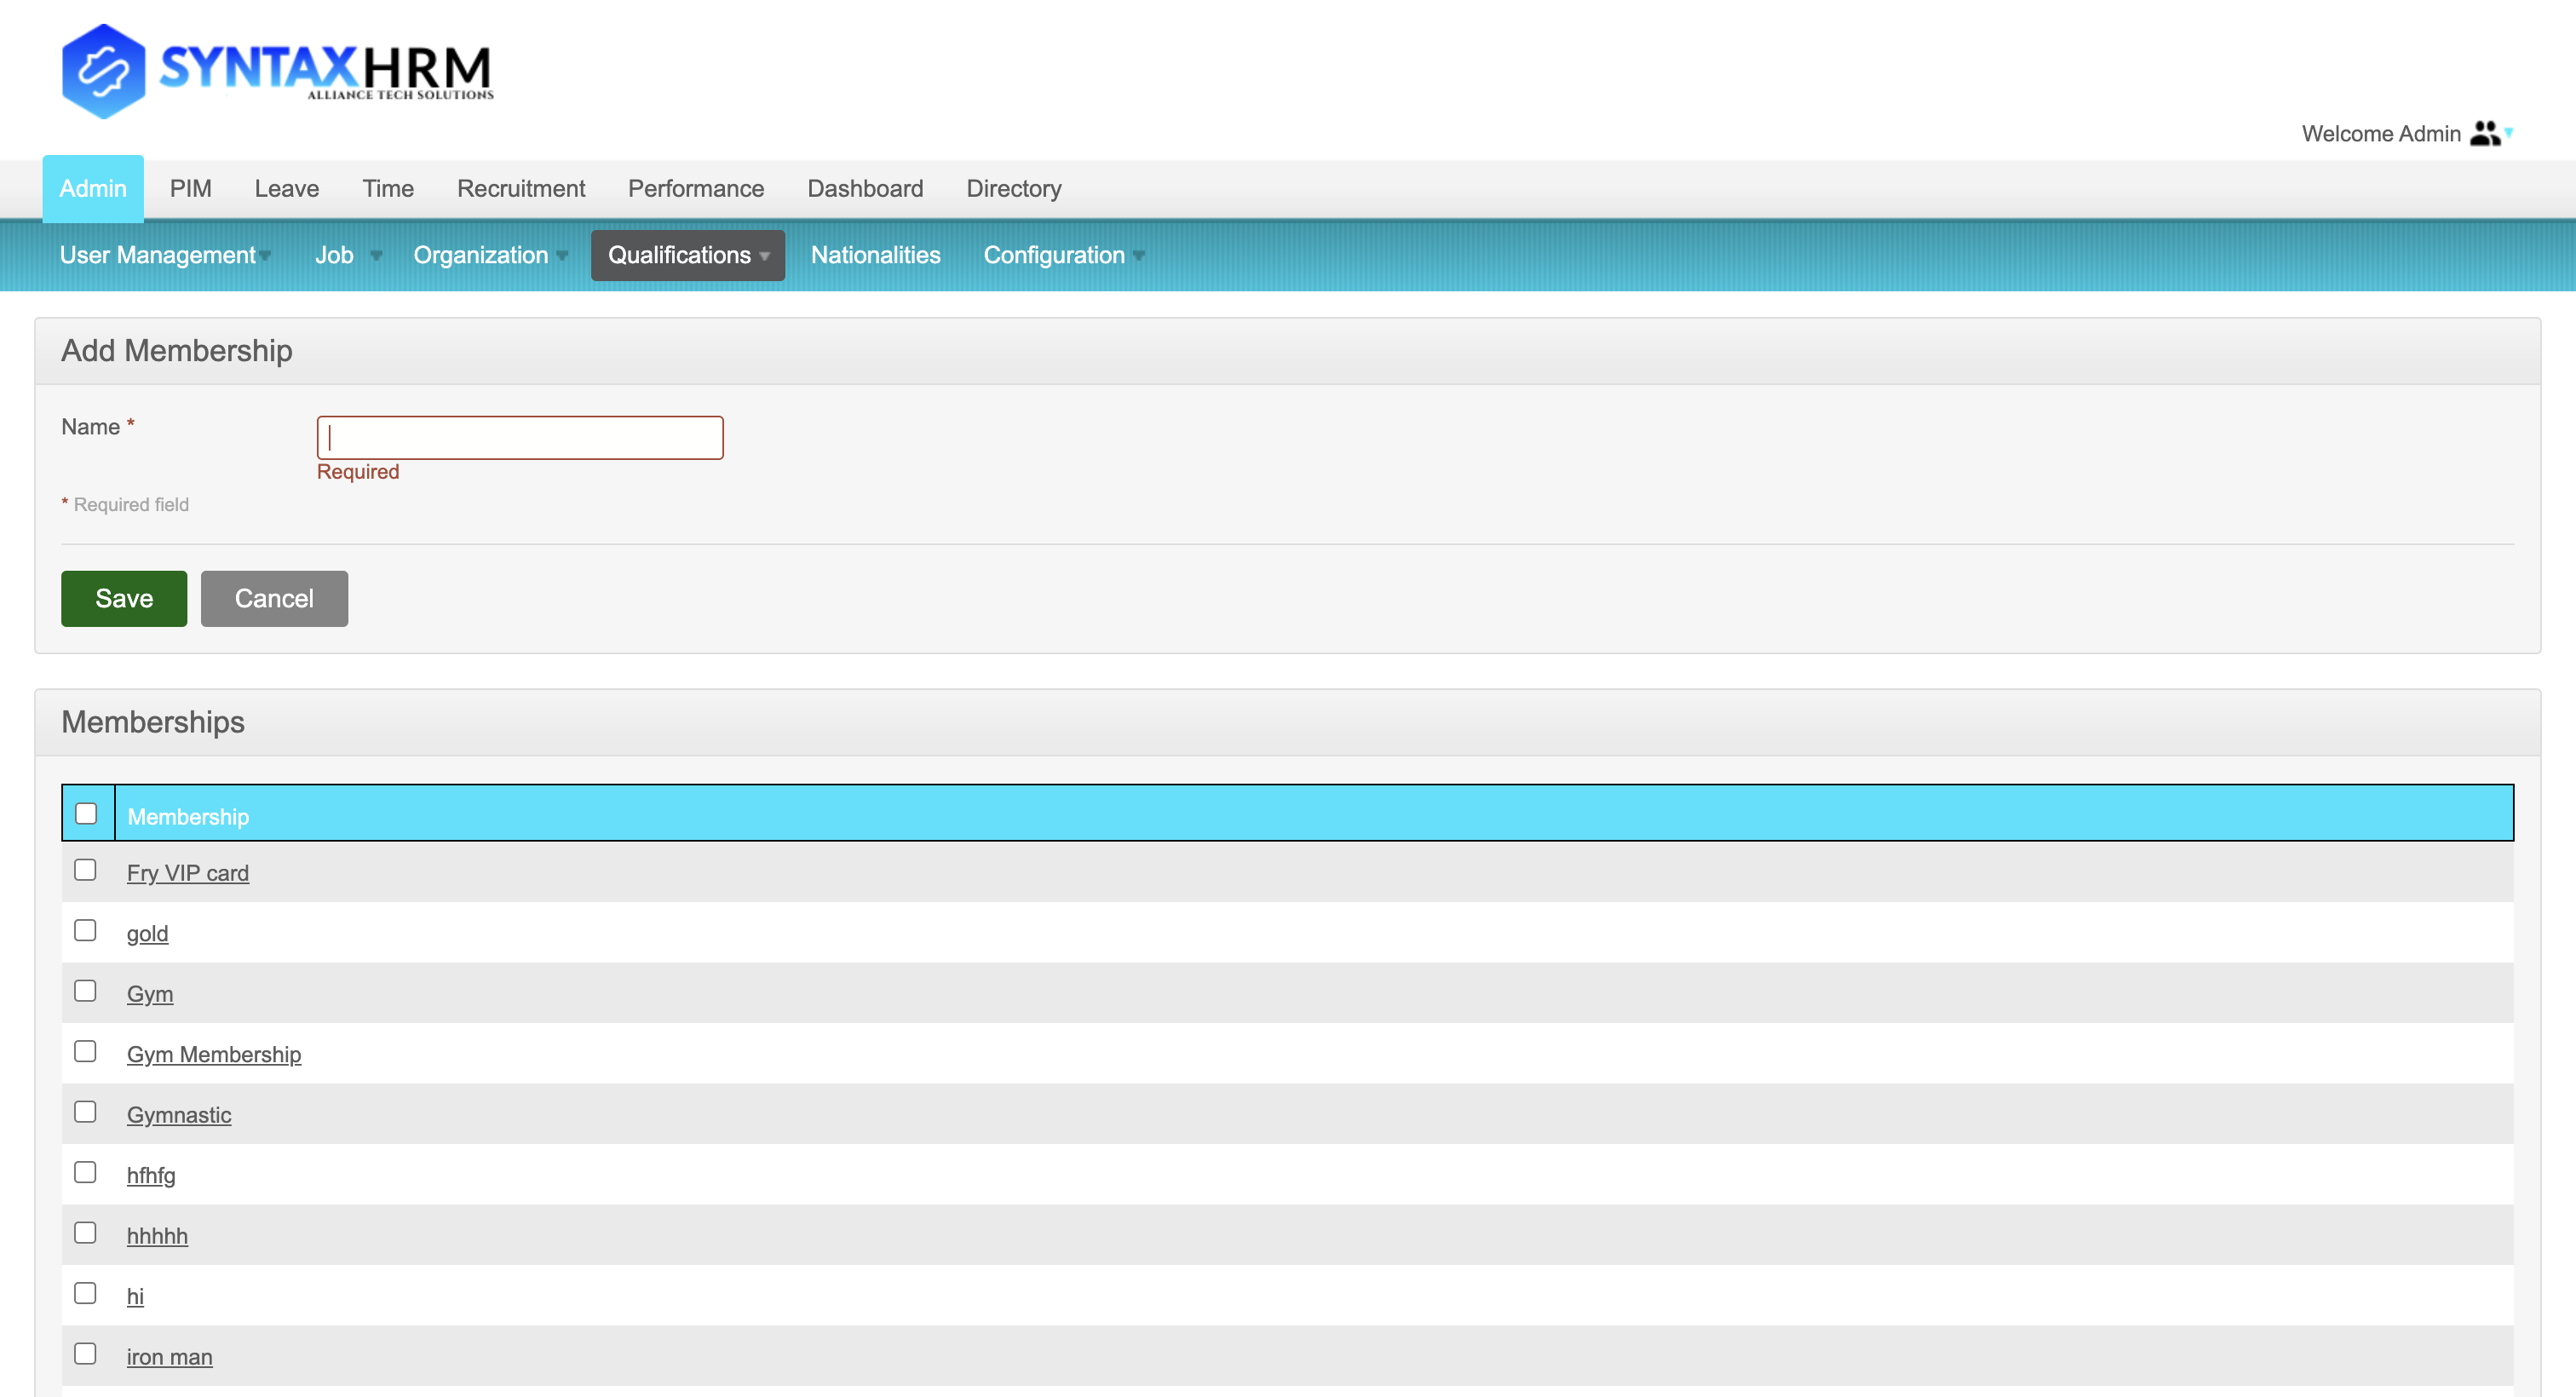 SYNTAXHRM
ALLIANCE TECH SOLUTIONS
Welcome Admin
Admin PIM Leave Time Recruitment Performance Dashboard Directory
User Management Job Organization Qualifications Nationalities Configuration
Add Membership
Name *
Required
* Required field
Save Cancel
Memberships
Membership
Fry VIP card
gold
Gym
Gym Membership
Gymnastic
hfhfg
hhhhh
hi
iron man